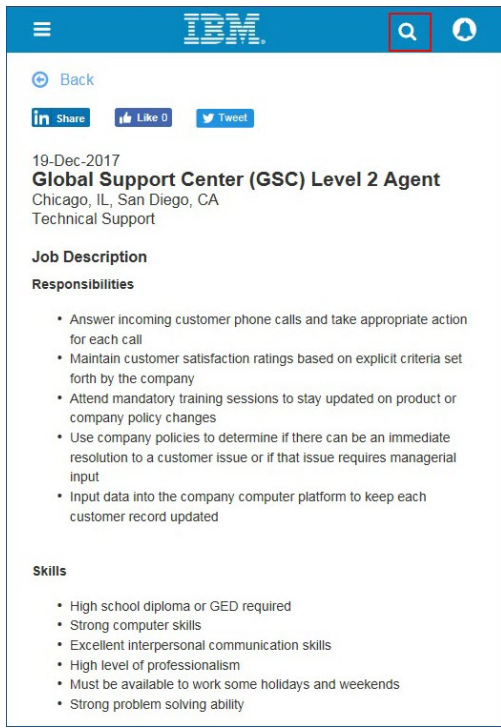 IBM
Back
in Share Like 0 Tweet
19-Dec-2017
Global Support Center (GSC) Level 2 Agent
Chicago, IL, San Diego, CA
Technical Support
Job Description
Responsibilities
• Answer incoming customer phone calls and take appropriate action
for each call
• Maintain customer satisfaction ratings based on explicit criteria set
forth by the company
• Attend mandatory training sessions to stay updated on product or
company policy changes
• Use company policies to determine if there can be an immediate
resolution to a customer issue or if that issue requires managerial
input
• Input data into the company computer platform to keep each
customer record updated
Skills
• High school diploma or GED required
• Strong computer skills
• Excellent interpersonal communication skills
• High level of professionalism
• Must be available to work some holidays and weekends
• Strong problem solving ability